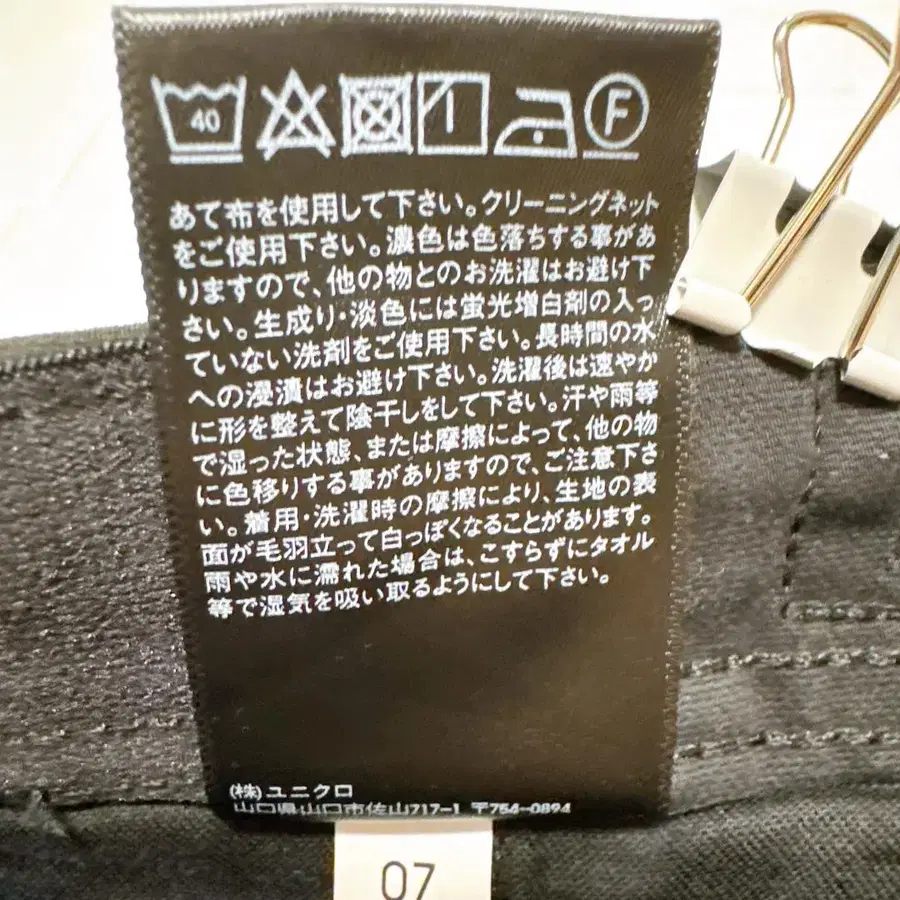 40 F
あて布を使用して下さい。クリーニングネット
をご使用下さい。濃色は色落ちする事があ
りますので、他の物とのお洗濯はお避け下
さい。生成り・淡色には蛍光増白剤の入っ
ていない洗剤をご使用下さい。長時間の水
への浸漬はお避け下さい。洗濯後は速やか
に形を整えて陰干しをして下さい。汗や雨等
で湿った状態、または摩擦によって、他の物
に色移りする事がありますので、ご注意下さ
い。着用・洗濯時の摩擦により、生地の表
面が毛羽立って白っぽくなることがあります。
雨や水に濡れた場合は、こすらずにタオル
等で湿気を吸い取るようにして下さい。
(株)ユニクロ
山口県山口市佐山717-1 〒754-0894
07